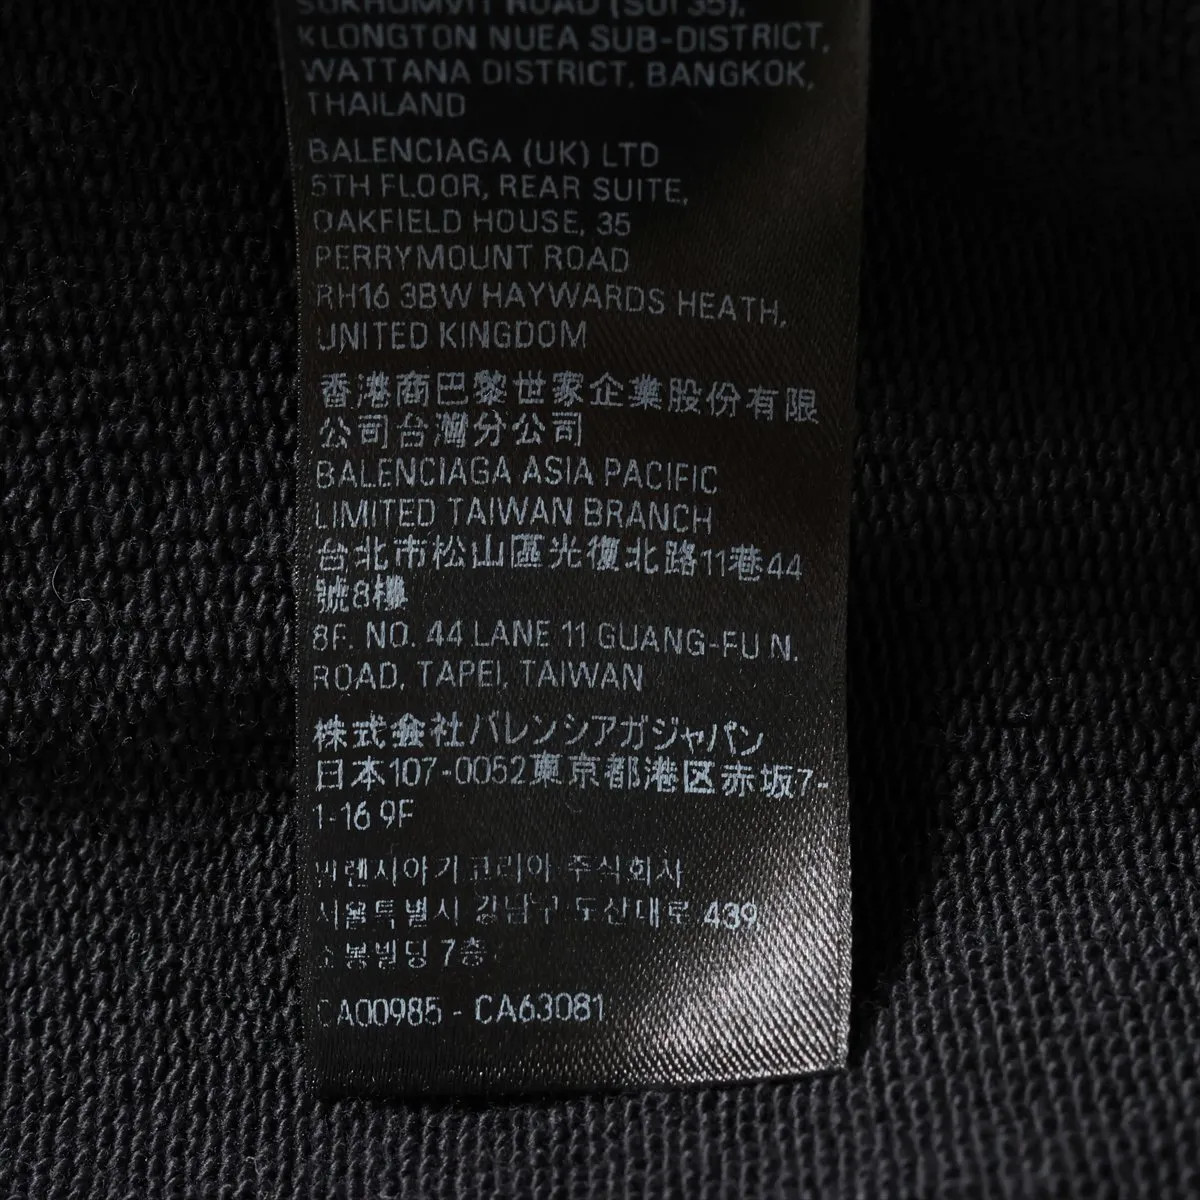 SUKHUMVIT ROAD (SOI 35),
KLONGTON NUEA SUB-DISTRICT,
WATTANA DISTRICT, BANGKOK,
THAILAND
BALENCIAGA (UK) LTD
5TH FLOOR, REAR SUITE,
OAKFIELD HOUSE, 35
PERRYMOUNT ROAD
RH16 3BW HAYWARDS HEATH,
UNITED KINGDOM
香港商巴黎世家企業股份有限
公司台灣分公司
BALENCIAGA ASIA PACIFIC
LIMITED TAIWAN BRANCH
台北市松山區光復北路11巷44
號8樓
8F. NO. 44 LANE 11 GUANG-FU N.
ROAD, TAPEI, TAIWAN
株式会社バレンシアガジャパン
日本107-0052東京都港区赤坂7-
1-16 9F
발렌시아가 코리아 주식회사
서울특별시 강남구 도산대로 439
소봉빌딩 7층
CA00985 - CA63081